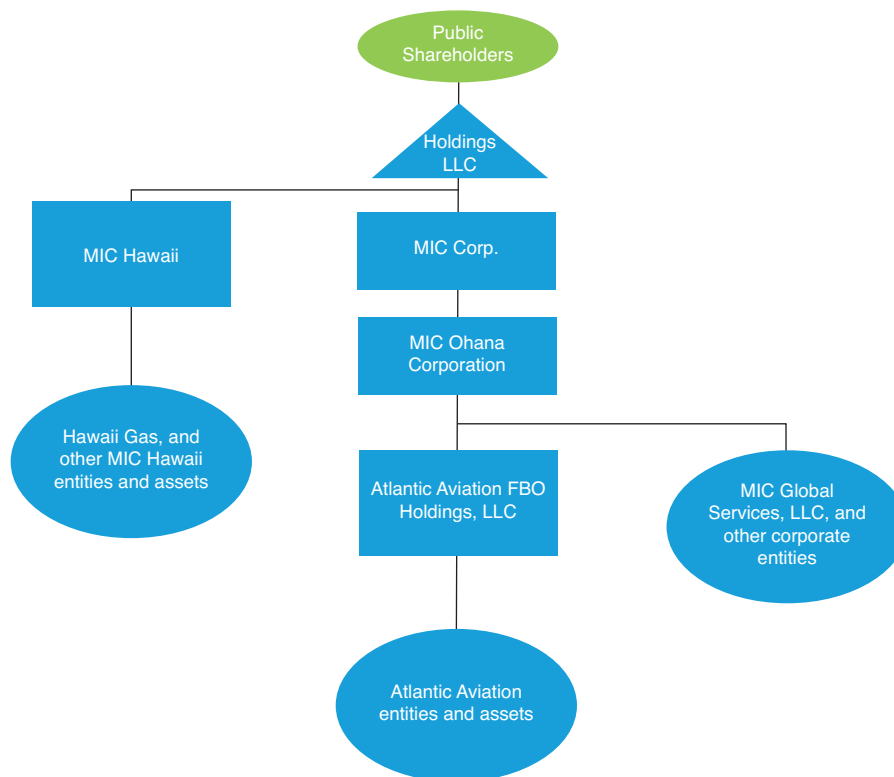 Public
Shareholders
Holdings
LLC
MIC Hawaii
MIC Corp.
MIC Ohana
Corporation
Hawaii Gas, and
other MIC Hawaii
entities and assets
Atlantic Aviation FBO
Holdings, LLC
MIC Global
Services, LLC, and
other corporate
entities
Atlantic Aviation
entities and assets